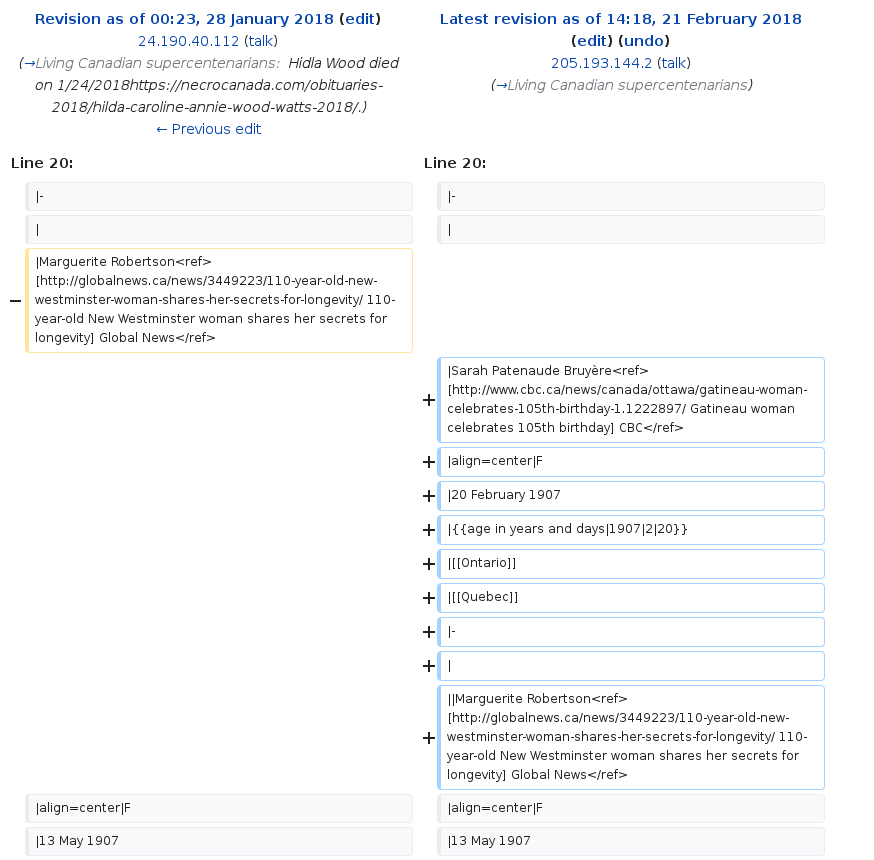 Revision as of 00:23, 28 January 2018 (edit)
24.190.40.112 (talk)
(→Living Canadian supercentenarians: Hidla Wood died
on 1/24/2018https://necrocanada.com/obituaries-
2018/hilda-caroline-annie-wood-watts-2018/.)
← Previous edit
Latest revision as of 14:18, 21 February 2018
(edit) (undo)
205.193.144.2 (talk)
(→Living Canadian supercentenarians)
Line 20:
Line 20:
|-
|-
|
|
− |Marguerite Robertson<ref>
[http://globalnews.ca/news/3449223/110-year-old-new-
westminster-woman-shares-her-secrets-for-longevity/ 110-
year-old New Westminster woman shares her secrets for
longevity] Global News</ref>
+ |Sarah Patenaude Bruyère<ref>
[http://www.cbc.ca/news/canada/ottawa/gatineau-woman-
celebrates-105th-birthday-1.1222897/ Gatineau woman
celebrates 105th birthday] CBC</ref>
+ |align=center|F
+ |20 February 1907
+ |{{age in years and days|1907|2|20}}
+ |[[Ontario]]
+ |[[Quebec]]
+ |-
+ |
+ ||Marguerite Robertson<ref>
[http://globalnews.ca/news/3449223/110-year-old-new-
westminster-woman-shares-her-secrets-for-longevity/ 110-
year-old New Westminster woman shares her secrets for
longevity] Global News</ref>
|align=center|F
|align=center|F
|13 May 1907
|13 May 1907